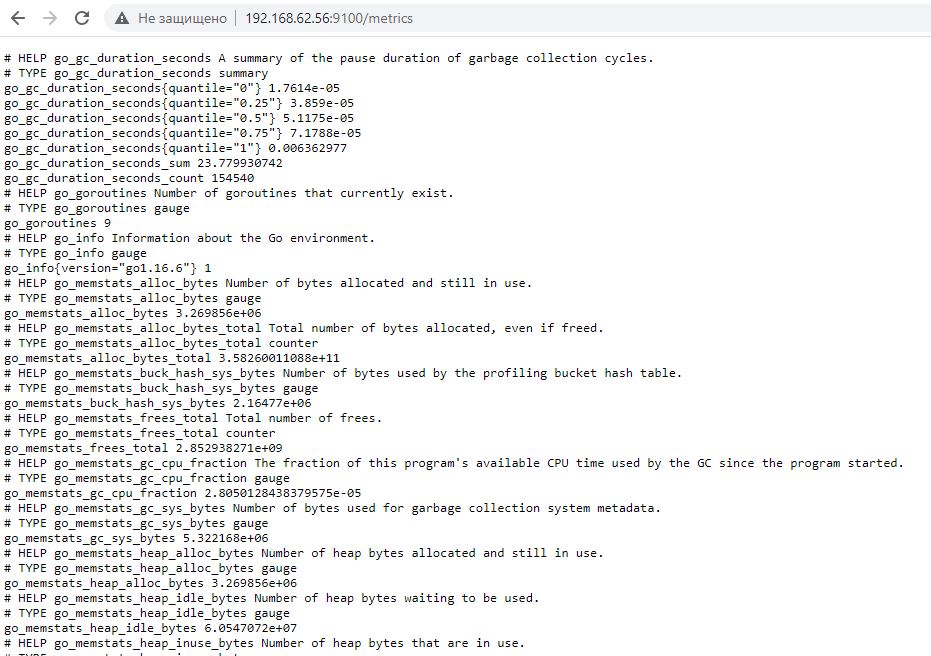 Не защищено 192.168.62.56:9100/metrics
# HELP go_gc_duration_seconds A summary of the pause duration of garbage collection cycles.
# TYPE go_gc_duration_seconds summary
go_gc_duration_seconds{quantile="0"} 1.7614e-05
go_gc_duration_seconds{quantile="0.25"} 3.859e-05
go_gc_duration_seconds{quantile="0.5"} 5.1175e-05
go_gc_duration_seconds{quantile="0.75"} 7.1788e-05
go_gc_duration_seconds{quantile="1"} 0.006362977
go_gc_duration_seconds_sum 23.779930742
go_gc_duration_seconds_count 154540
# HELP go_goroutines Number of goroutines that currently exist.
# TYPE go_goroutines gauge
go_goroutines 9
# HELP go_info Information about the Go environment.
# TYPE go_info gauge
go_info{version="go1.16.6"} 1
# HELP go_memstats_alloc_bytes Number of bytes allocated and still in use.
# TYPE go_memstats_alloc_bytes gauge
go_memstats_alloc_bytes 3.269856e+06
# HELP go_memstats_alloc_bytes_total Total number of bytes allocated, even if freed.
# TYPE go_memstats_alloc_bytes_total counter
go_memstats_alloc_bytes_total 3.58260011088e+11
# HELP go_memstats_buck_hash_sys_bytes Number of bytes used by the profiling bucket hash table.
# TYPE go_memstats_buck_hash_sys_bytes gauge
go_memstats_buck_hash_sys_bytes 2.16477e+06
# HELP go_memstats_frees_total Total number of frees.
# TYPE go_memstats_frees_total counter
go_memstats_frees_total 2.852938271e+09
# HELP go_memstats_gc_cpu_fraction The fraction of this program's available CPU time used by the GC since the program started.
# TYPE go_memstats_gc_cpu_fraction gauge
go_memstats_gc_cpu_fraction 2.8050128438379575e-05
# HELP go_memstats_gc_sys_bytes Number of bytes used for garbage collection system metadata.
# TYPE go_memstats_gc_sys_bytes gauge
go_memstats_gc_sys_bytes 5.322168e+06
# HELP go_memstats_heap_alloc_bytes Number of heap bytes allocated and still in use.
# TYPE go_memstats_heap_alloc_bytes gauge
go_memstats_heap_alloc_bytes 3.269856e+06
# HELP go_memstats_heap_idle_bytes Number of heap bytes waiting to be used.
# TYPE go_memstats_heap_idle_bytes gauge
go_memstats_heap_idle_bytes 6.0547072e+07
# HELP go_memstats_heap_inuse_bytes Number of heap bytes that are in use.